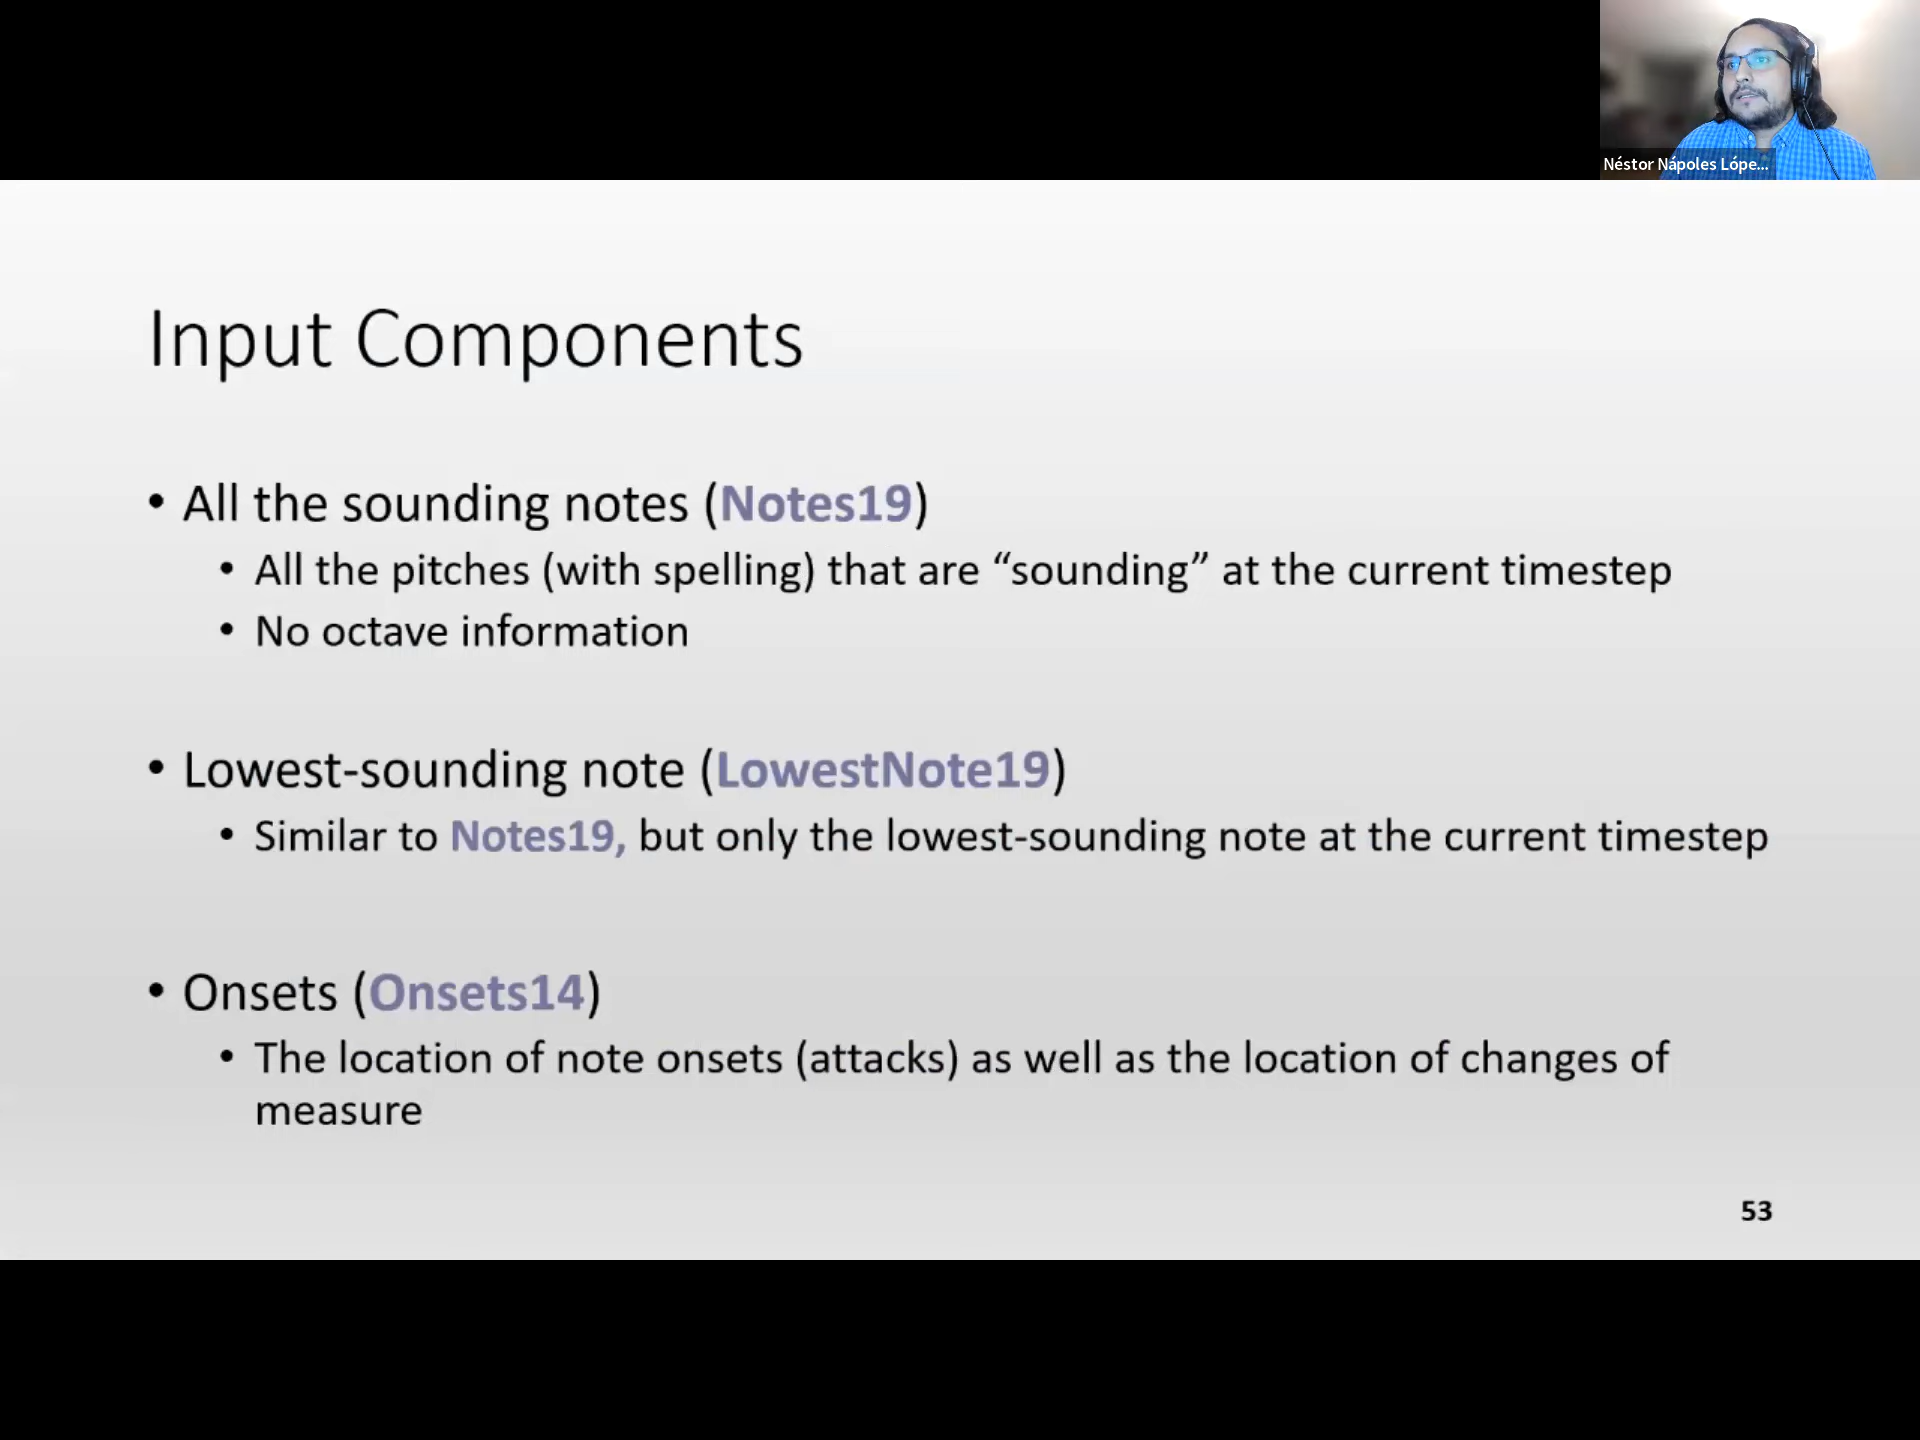 Néstor Nápoles Lópe...
Input Components
• All the sounding notes (Notes19)
• All the pitches (with spelling) that are “sounding” at the current timestep
• No octave information
• Lowest-sounding note (LowestNote19)
• Similar to Notes19, but only the lowest-sounding note at the current timestep
• Onsets (Onsets14)
• The location of note onsets (attacks) as well as the location of changes of
measure
53